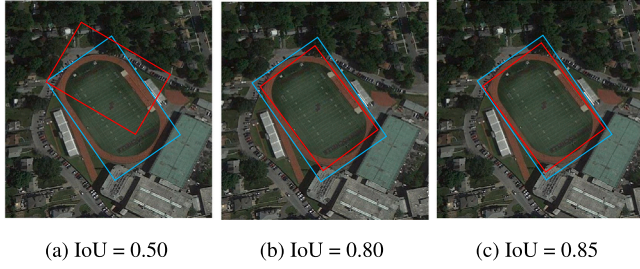 (a) IoU = 0.50
(b) IoU = 0.80
(c) IoU = 0.85